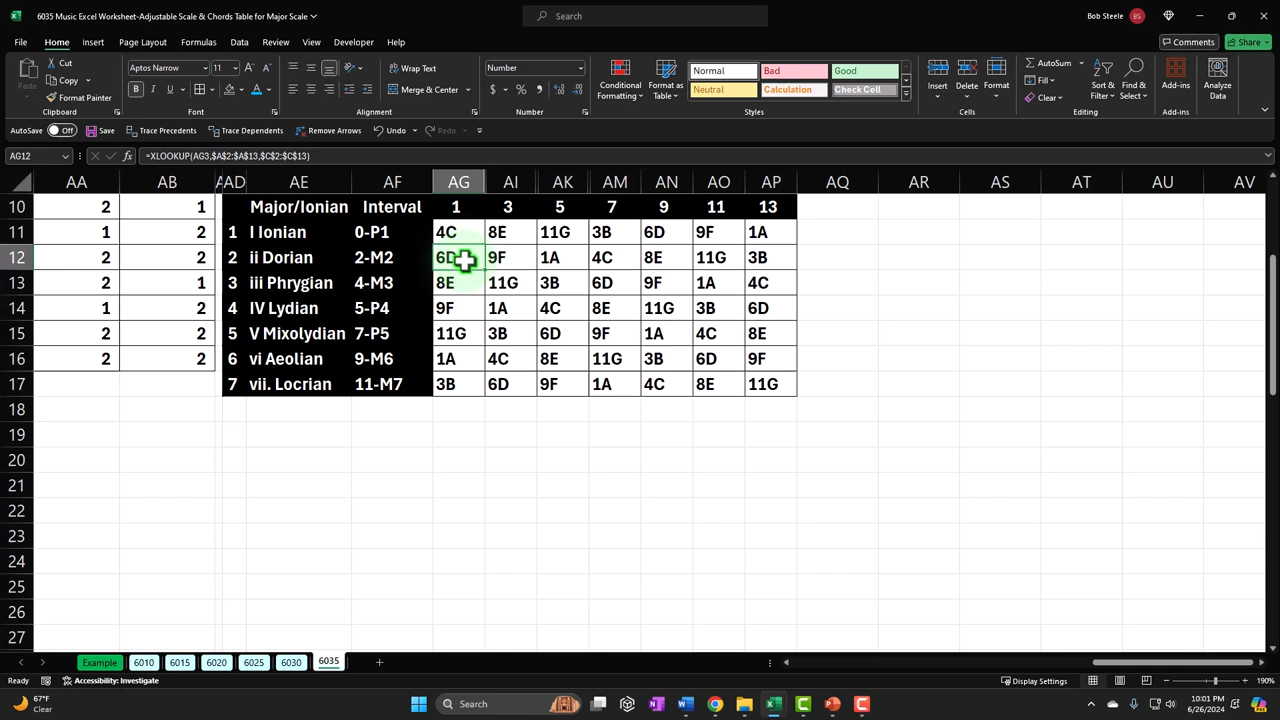 6035 Music Excel Worksheet-Adjustable Scale & Chords Table for Major Scale
Search
Bob Steele
BS
File Home Insert Draw Page Layout Formulas Data Review View Developer Help
Comments
Share
Paste
Cut
Copy
Format Painter
Clipboard
Aptos Narrow 11
B I U
Font
Wrap Text
Merge & Center
Alignment
Number
$ % 9
Number
Conditional Formatting
Format as Table
Normal Bad Good
Neutral Calculation Check Cell
Styles
Insert Delete Format
Cells
AutoSum
Fill
Clear
Sort & Filter
Find & Select
Editing
Add-ins
Add-ins
Analyze Data
AutoSave Off Save Trace Precedents Trace Dependents Remove Arrows Undo Redo
AG12 fx =XLOOKUP(AG3,$A$2:$A$13,$C$2:$C$13)
AA AB AD AE AF AG AI AK AM AN AO AP AQ AR AS AT AU AV
10 2 1 Major/Ionian Interval 1 3 5 7 9 11 13
11 1 2 1 I Ionian 0-P1 4C 8E 11G 3B 6D 9F 1A
12 2 2 2 ii Dorian 2-M2 6D 9F 1A 4C 8E 11G 3B
13 2 1 3 iii Phrygian 4-M3 8E 11G 3B 6D 9F 1A 4C
14 1 2 4 IV Lydian 5-P4 9F 1A 4C 8E 11G 3B 6D
15 2 2 5 V Mixolydian 7-P5 11G 3B 6D 9F 1A 4C 8E
16 2 2 6 vi Aeolian 9-M6 1A 4C 8E 11G 3B 6D 9F
17 7 vii. Locrian 11-M7 3B 6D 9F 1A 4C 8E 11G
18
19
20
21
22
23
24
25
26
27
Example 6010 6015 6020 6025 6030 6035
Ready Accessibility: Investigate Display Settings 190%
67°F
Clear
Search
10:01 PM
6/26/2024